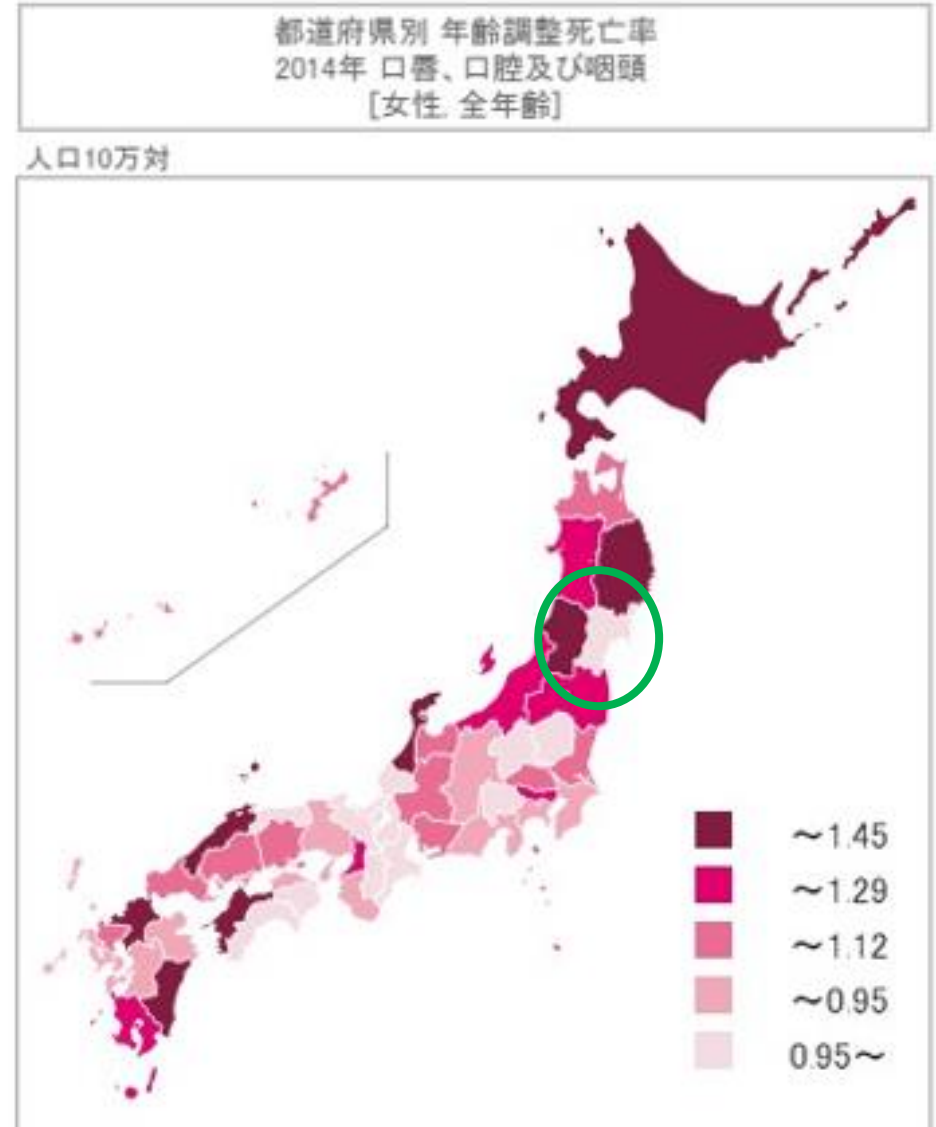 都道府県別 年齢調整死亡率
2014年 口唇、口腔及び咽頭
[女性 全年齢]
人口10万対
～1.45
～1.29
～1.12
～0.95
0.95～